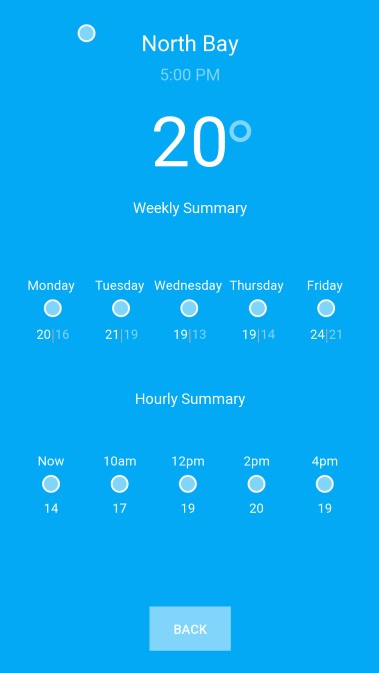 North Bay
5:00 PM
20°
Weekly Summary
Monday Tuesday Wednesday Thursday Friday
20|16 21|19 19|13 19|14 24|21
Hourly Summary
Now 10am 12pm 2pm 4pm
14 17 19 20 19
BACK